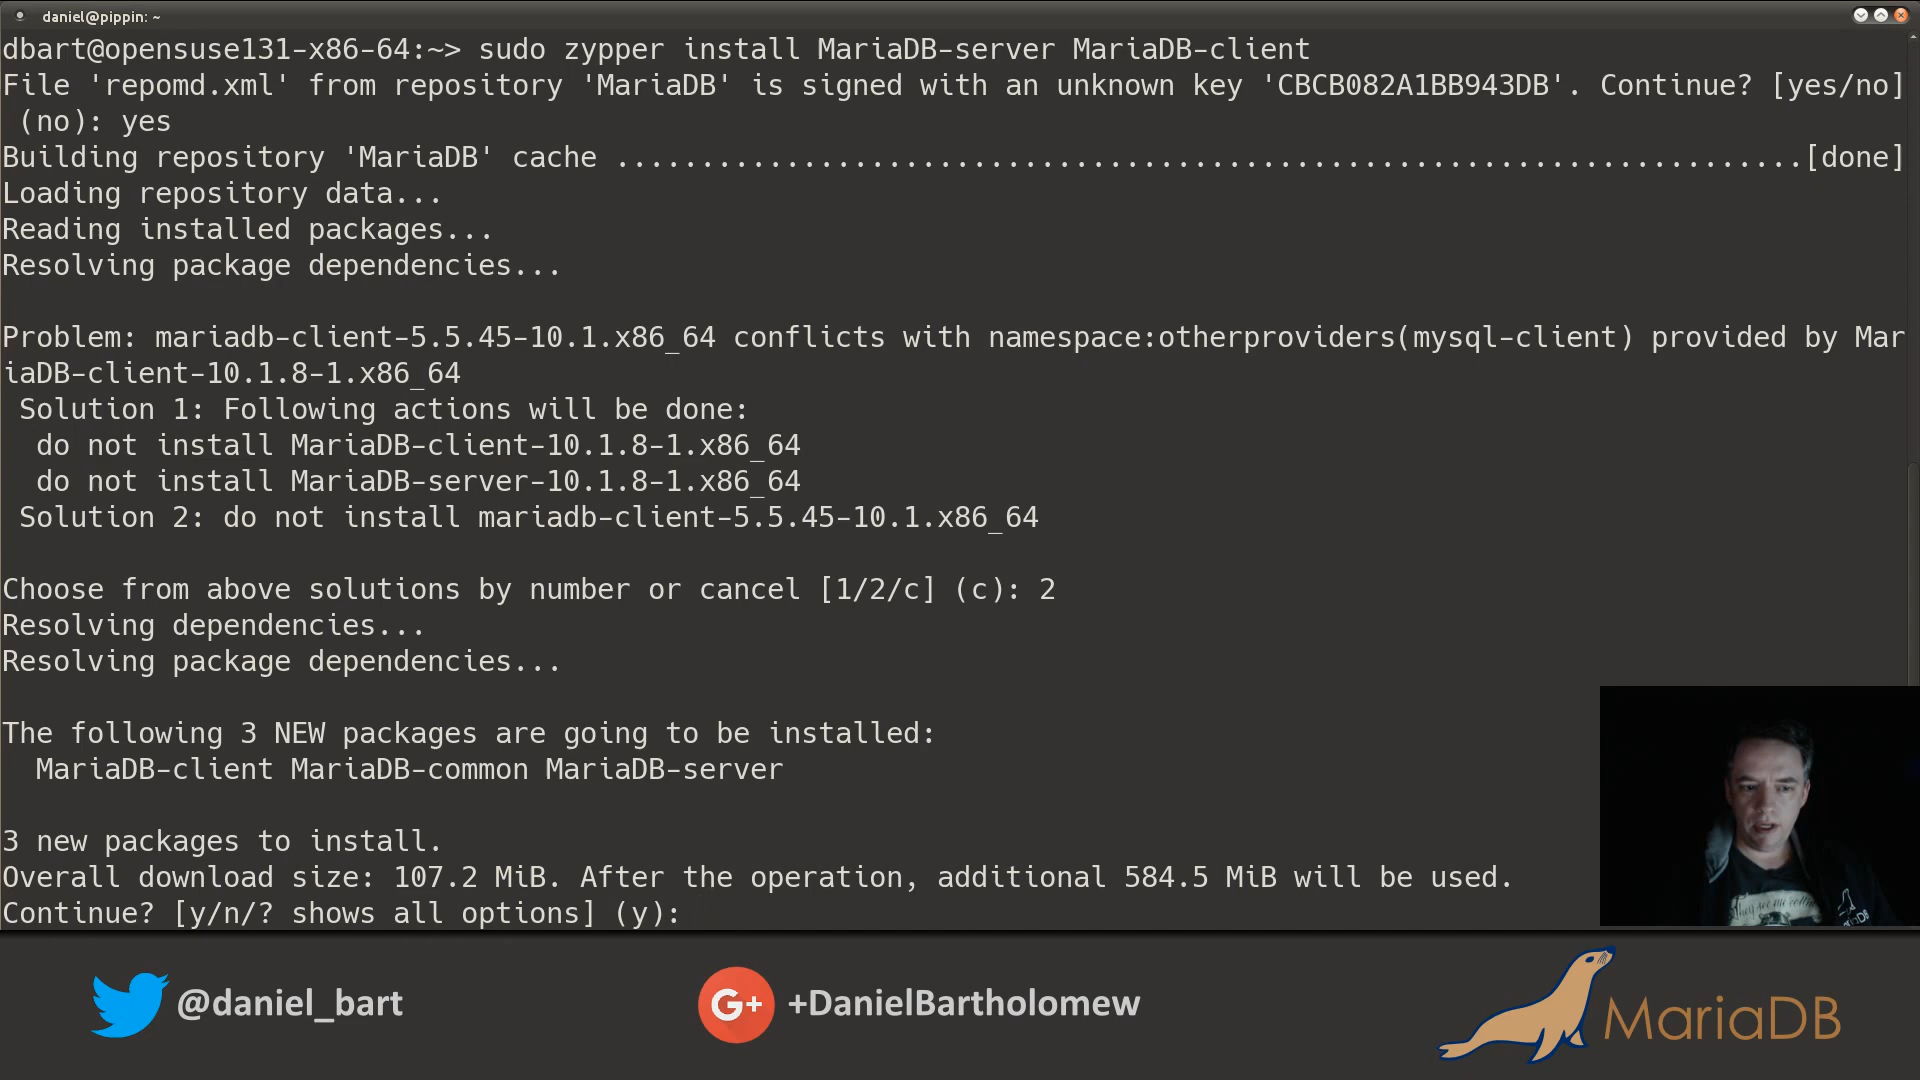 daniel@pippin: ~
dbart@opensuse131-x86-64:~> sudo zypper install MariaDB-server MariaDB-client
File 'repomd.xml' from repository 'MariaDB' is signed with an unknown key 'CBCB082A1BB943DB'. Continue? [yes/no]
(no): yes
Building repository 'MariaDB' cache ......................................................................[done]
Loading repository data...
Reading installed packages...
Resolving package dependencies...
Problem: mariadb-client-5.5.45-10.1.x86_64 conflicts with namespace:otherproviders(mysql-client) provided by Mar
iaDB-client-10.1.8-1.x86_64
Solution 1: Following actions will be done:
do not install MariaDB-client-10.1.8-1.x86_64
do not install MariaDB-server-10.1.8-1.x86_64
Solution 2: do not install mariadb-client-5.5.45-10.1.x86_64
Choose from above solutions by number or cancel [1/2/c] (c): 2
Resolving dependencies...
Resolving package dependencies...
The following 3 NEW packages are going to be installed:
MariaDB-client MariaDB-common MariaDB-server
3 new packages to install.
Overall download size: 107.2 MiB. After the operation, additional 584.5 MiB will be used.
Continue? [y/n/? shows all options] (y):
@daniel_bart
G+ +DanielBartholomew
MariaDB